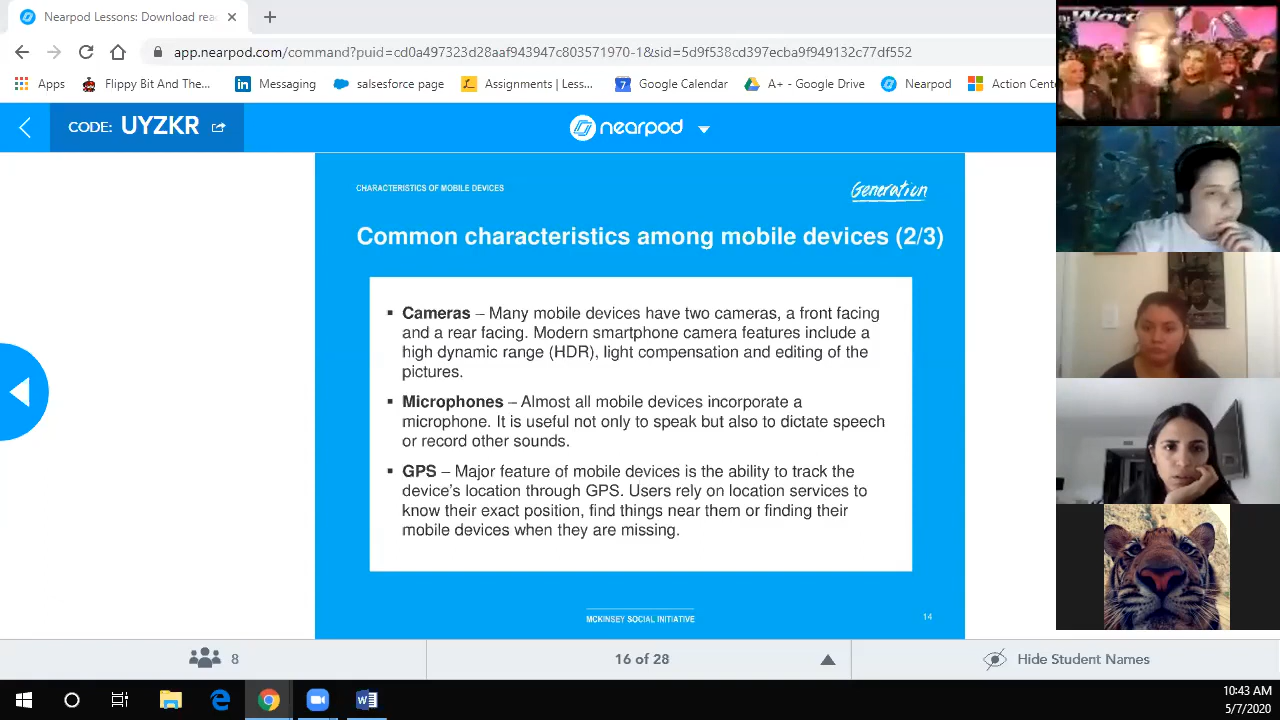 Nearpod Lessons: Download rea
app.nearpod.com/command?uid=cd0a497323d28aaf943947c803571970-1&sid=5d9f558cd397ecba9f949132c77df552
Apps Flippy Bit And The... Messaging salesforce page Assignments | Less... Google Calendar A+ - Google Drive Nearpod Action Cent
CODE: UYZKR
nearpod
CHARACTERISTICS OF MOBILE DEVICES
Generation
Common characteristics among mobile devices (2/3)
▪ Cameras – Many mobile devices have two cameras, a front facing
and a rear facing. Modern smartphone camera features include a
high dynamic range (HDR), light compensation and editing of the
pictures.
▪ Microphones – Almost all mobile devices incorporate a
microphone. It is useful not only to speak but also to dictate speech
or record other sounds.
▪ GPS – Major feature of mobile devices is the ability to track the
device's location through GPS. Users rely on location services to
know their exact position, find things near them or finding their
mobile devices when they are missing.
MCKINSEY SOCIAL INITIATIVE
14
8
16 of 28
Hide Student Names
10:43 AM
5/7/2020
Word